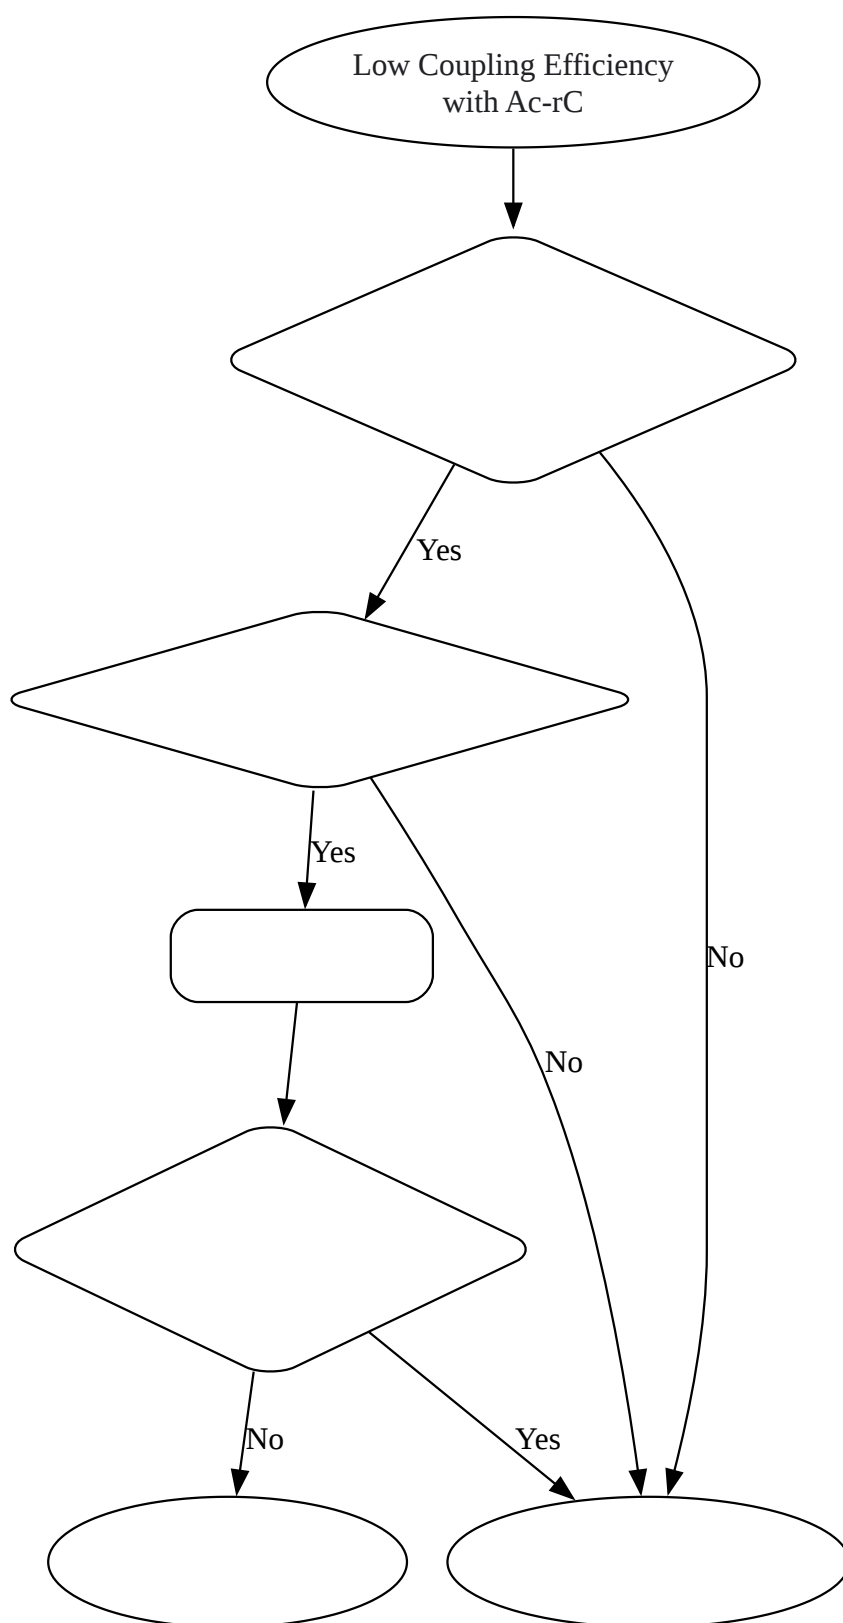 Low Coupling Efficiency
with Ac-rC
Yes
Yes
No
No
No
Yes